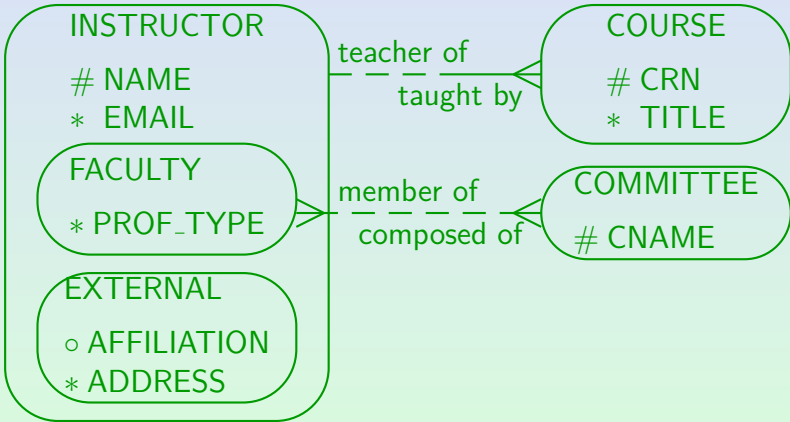 INSTRUCTOR
# NAME
* EMAIL
FACULTY
* PROF_TYPE
EXTERNAL
○ AFFILIATION
* ADDRESS
teacher of
taught by
member of
composed of
COURSE
# CRN
* TITLE
COMMITTEE
# CNAME